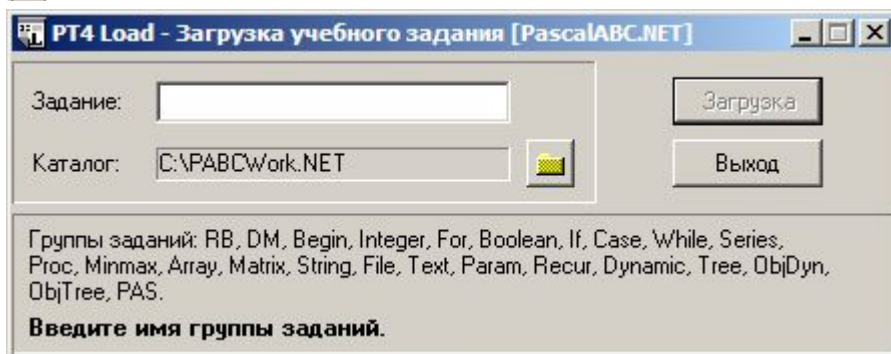 PT4 Load - Загрузка учебного задания [PascalABC.NET]
Задание:
Загрузка
Каталог: C:\PABCWork.NET
Выход
Группы заданий: RB, DM, Begin, Integer, For, Boolean, If, Case, While, Series,
Proc, Minmax, Array, Matrix, String, File, Text, Param, Recur, Dynamic, Tree, ObjDyn,
ObjTree, PAS.
Введите имя группы заданий.